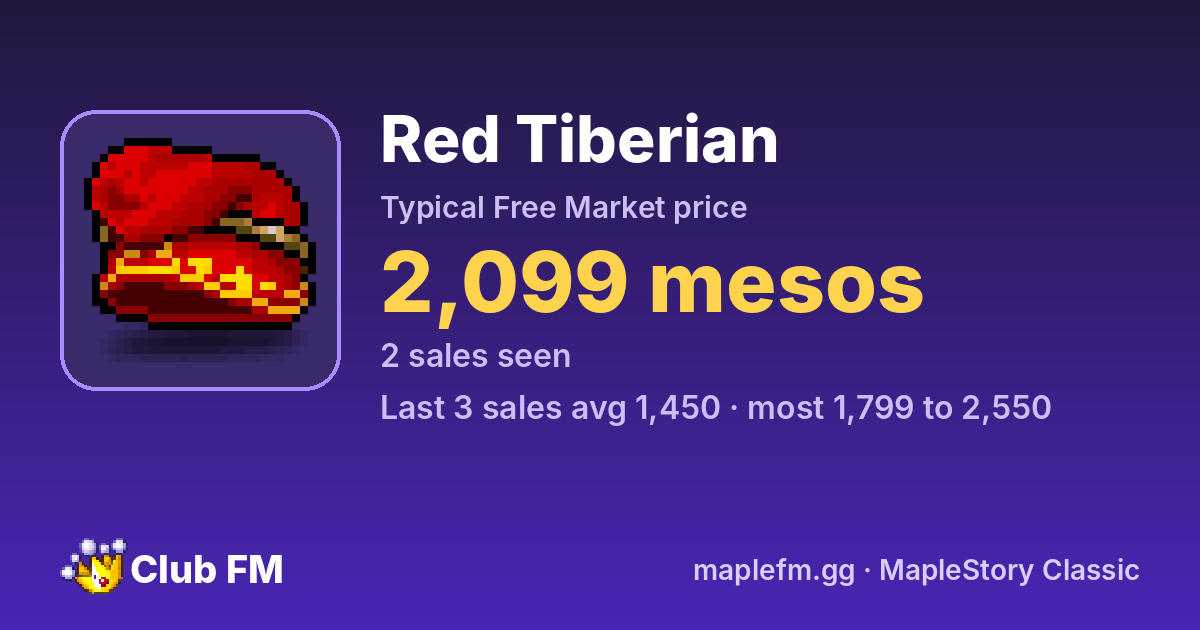 Red Tiberian
Typical Free Market price
2,099 mesos
2 sales seen
Last 3 sales avg 1,450 · most 1,799 to 2,550
Club FM
maplefm.gg · MapleStory Classic